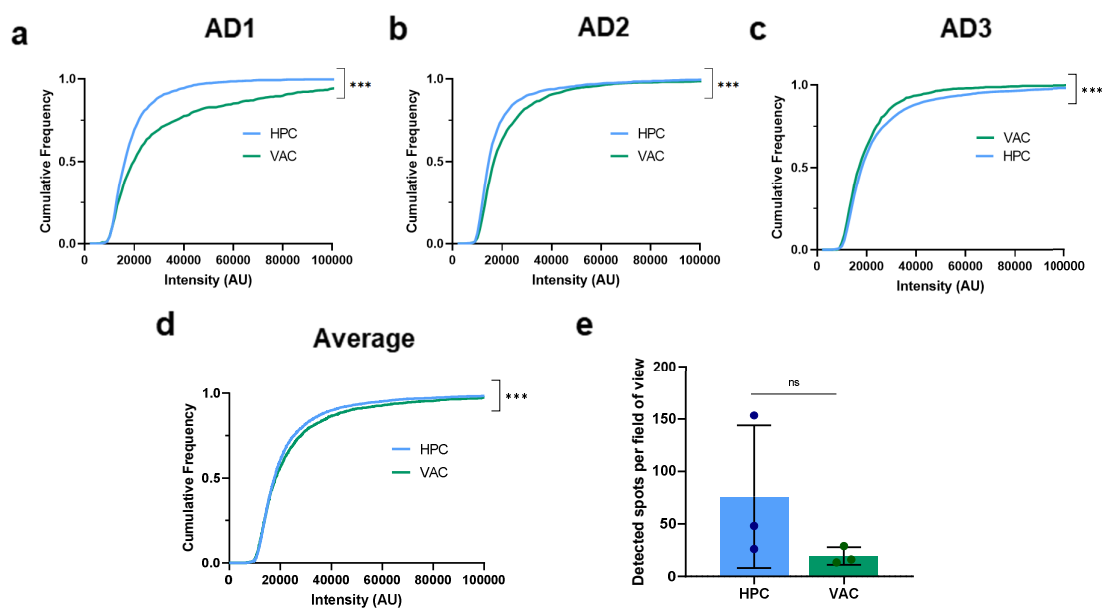 a
AD1
Cumulative Frequency
1.0
0.5
0.0
0
20000
40000
60000
80000
100000
Intensity (AU)
HPC
VAC
***
b
AD2
Cumulative Frequency
1.0
0.5
0.0
0
20000
40000
60000
80000
100000
Intensity (AU)
HPC
VAC
***
c
AD3
Cumulative Frequency
1.0
0.5
0.0
0
20000
40000
60000
80000
100000
Intensity (AU)
VAC
HPC
***
d
Average
Cumulative Frequency
1.0
0.5
0.0
0
20000
40000
60000
80000
100000
Intensity (AU)
HPC
VAC
***
e
Detected spots per field of view
200
150
100
50
0
ns
HPC
VAC